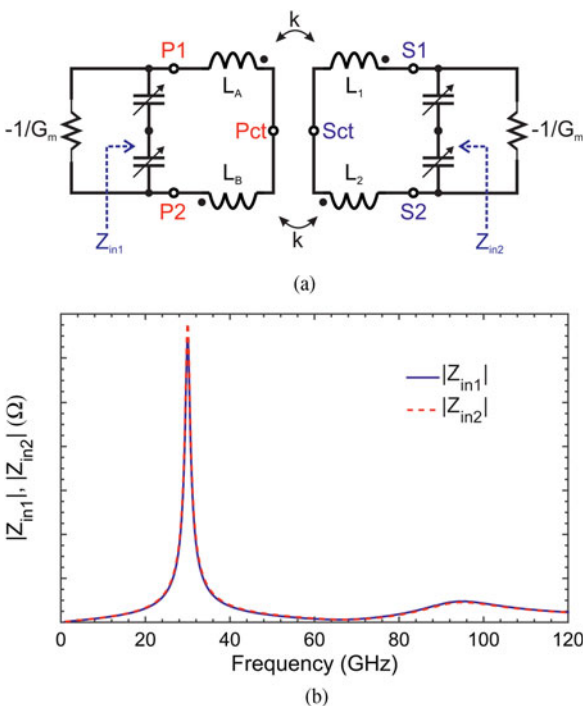 k
P1
S1
L_A
L_1
-1/G_m
Pct
Sct
-1/G_m
L_B
L_2
P2
S2
Z_in1
k
Z_in2
(a)
|Z_in1|, |Z_in2| (Ω)
|Z_in1|
|Z_in2|
0 20 40 60 80 100 120
Frequency (GHz)
(b)